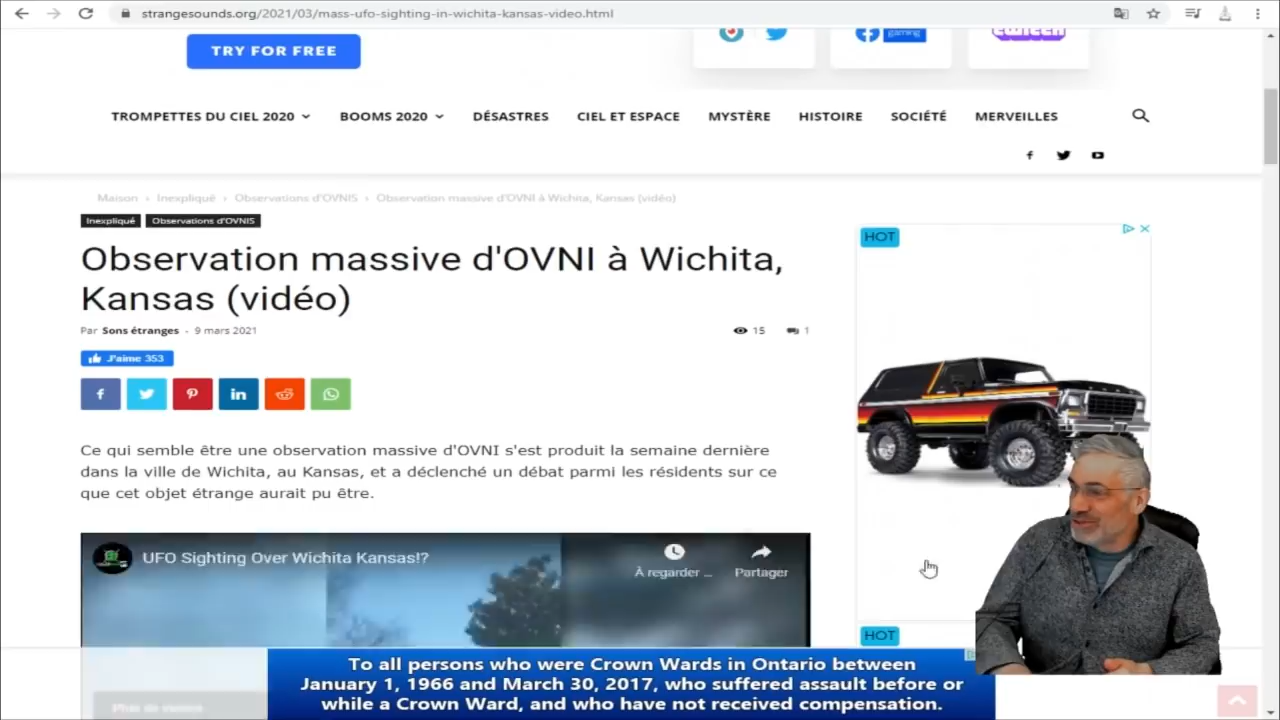 strangesounds.org/2021/03/mass-ufo-sighting-in-wichita-kansas-video.html
TRY FOR FREE
gaming
twitch
TROMPETTES DU CIEL 2020
BOOMS 2020
DÉSASTRES
CIEL ET ESPACE
MYSTÈRE
HISTOIRE
SOCIÉTÉ
MERVEILLES
Maison › Inexpliqué › Observations d'OVNIS › Observation massive d'OVNI à Wichita, Kansas (vidéo)
Inexpliqué
Observations d'OVNIS
Observation massive d'OVNI à Wichita,
Kansas (vidéo)
Par Sons étranges - 9 mars 2021
15
1
J'aime 353
Ce qui semble être une observation massive d'OVNI s'est produit la semaine dernière
dans la ville de Wichita, au Kansas, et a déclenché un débat parmi les résidents sur ce
que cet objet étrange aurait pu être.
HOT
UFO Sighting Over Wichita Kansas!?
À regarder ...
Partager
HOT
To all persons who were Crown Wards in Ontario between
January 1, 1966 and March 30, 2017, who suffered assault before or
while a Crown Ward, and who have not received compensation.